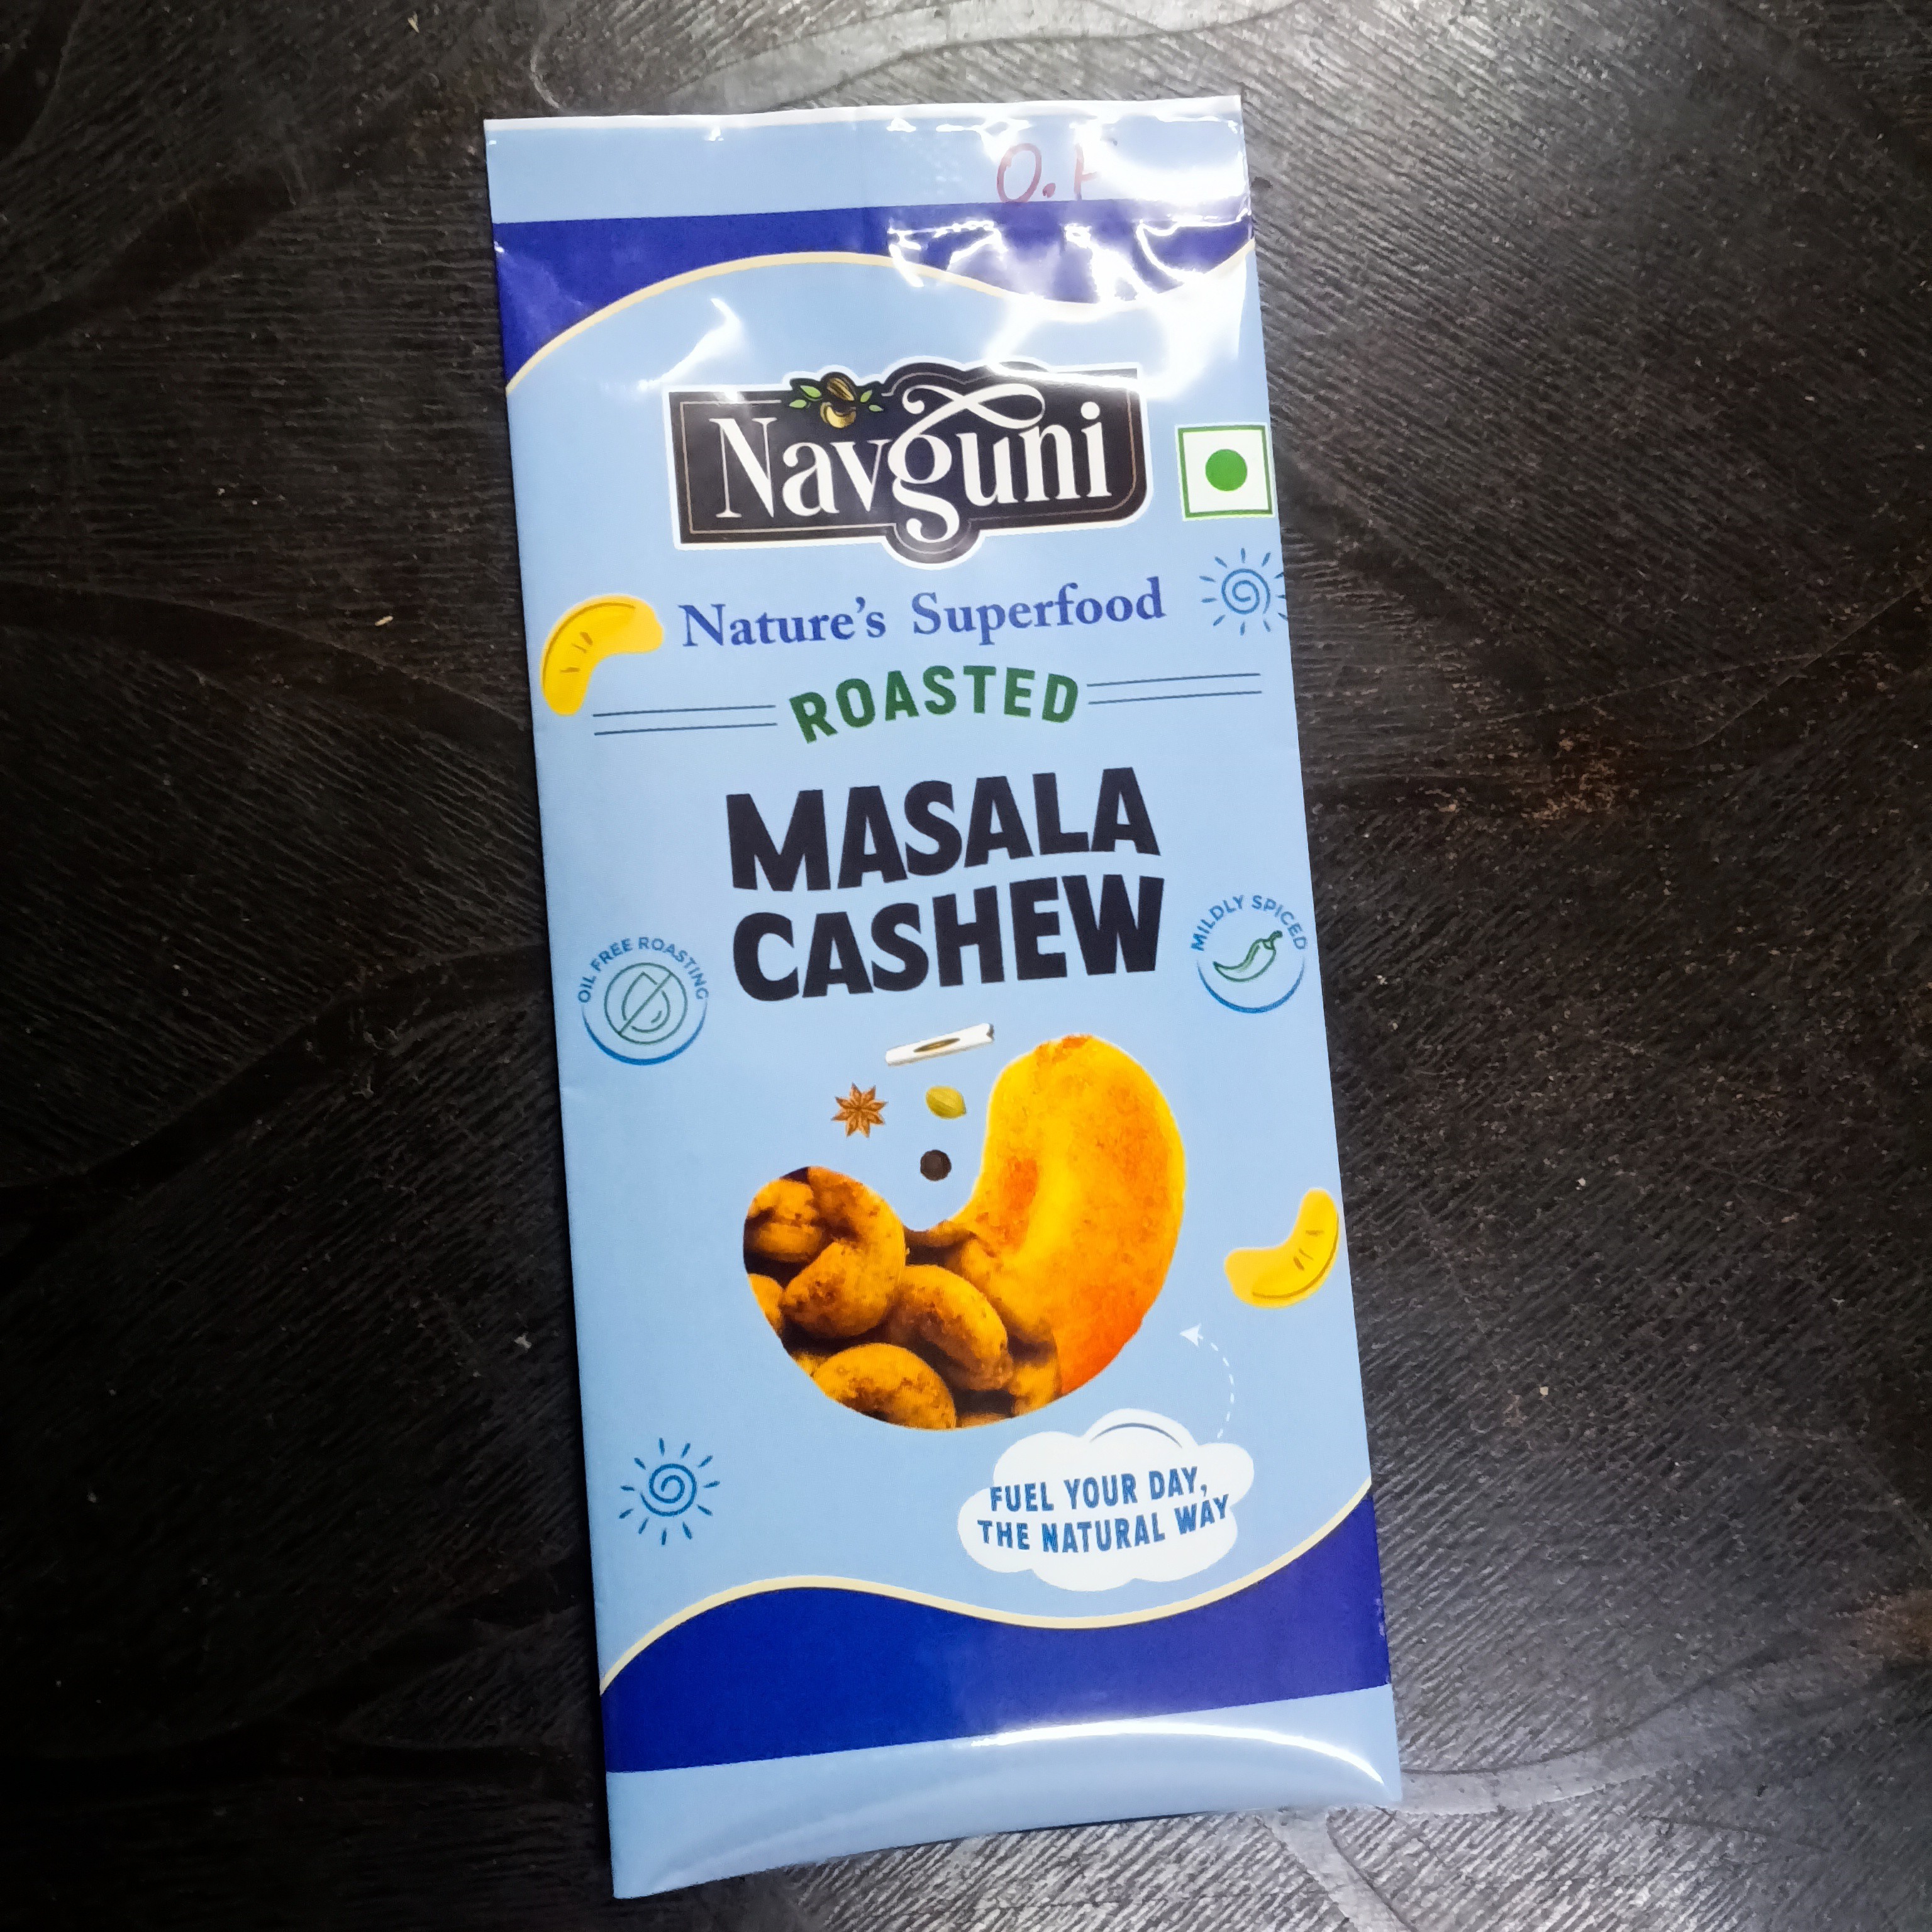 Navguni
Nature's Superfood
ROASTED
MASALA
CASHEW
OIL FREE ROASTING
MILDLY SPICED
FUEL YOUR DAY,
THE NATURAL WAY